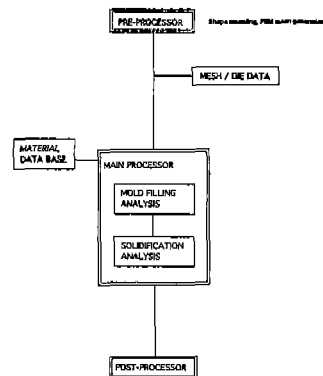 PRE-PROCESSOR
Shape modeling, FEM mesh generation
MESH / DIE DATA
MATERIAL
DATA BASE
MAIN PROCESSOR
MOLD FILLING
ANALYSIS
SOLIDIFICATION
ANALYSIS
POST-PROCESSOR